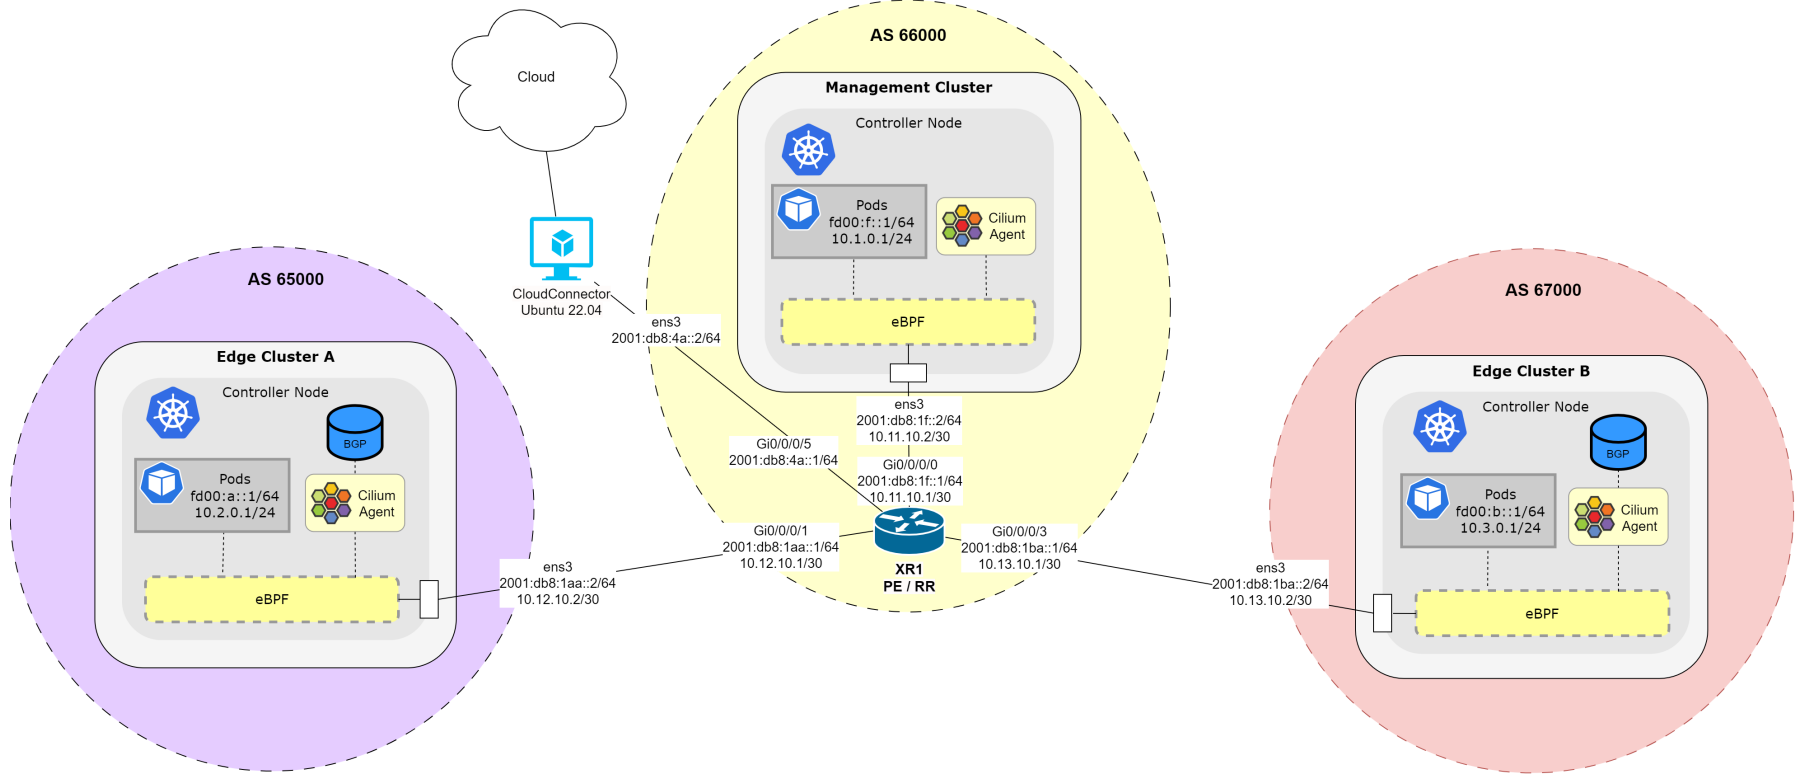 Cloud
CloudConnector
Ubuntu 22.04
ens3
2001:db8:4a::2/64
AS 66000
Management Cluster
Controller Node
Pods
fd00:f::1/64
10.1.0.1/24
Cilium
Agent
eBPF
ens3
2001:db8:1f::2/64
10.11.10.2/30
Gi0/0/0/5
2001:db8:4a::1/64
Gi0/0/0/0
2001:db8:1f::1/64
10.11.10.1/30
Gi0/0/0/1
2001:db8:1aa::1/64
10.12.10.1/30
Gi0/0/0/3
2001:db8:1ba::1/64
10.13.10.1/30
XR1
PE / RR
AS 65000
Edge Cluster A
Controller Node
BGP
Pods
fd00:a::1/64
10.2.0.1/24
Cilium
Agent
eBPF
ens3
2001:db8:1aa::2/64
10.12.10.2/30
AS 67000
Edge Cluster B
Controller Node
BGP
Pods
fd00:b::1/64
10.3.0.1/24
Cilium
Agent
eBPF
ens3
2001:db8:1ba::2/64
10.13.10.2/30